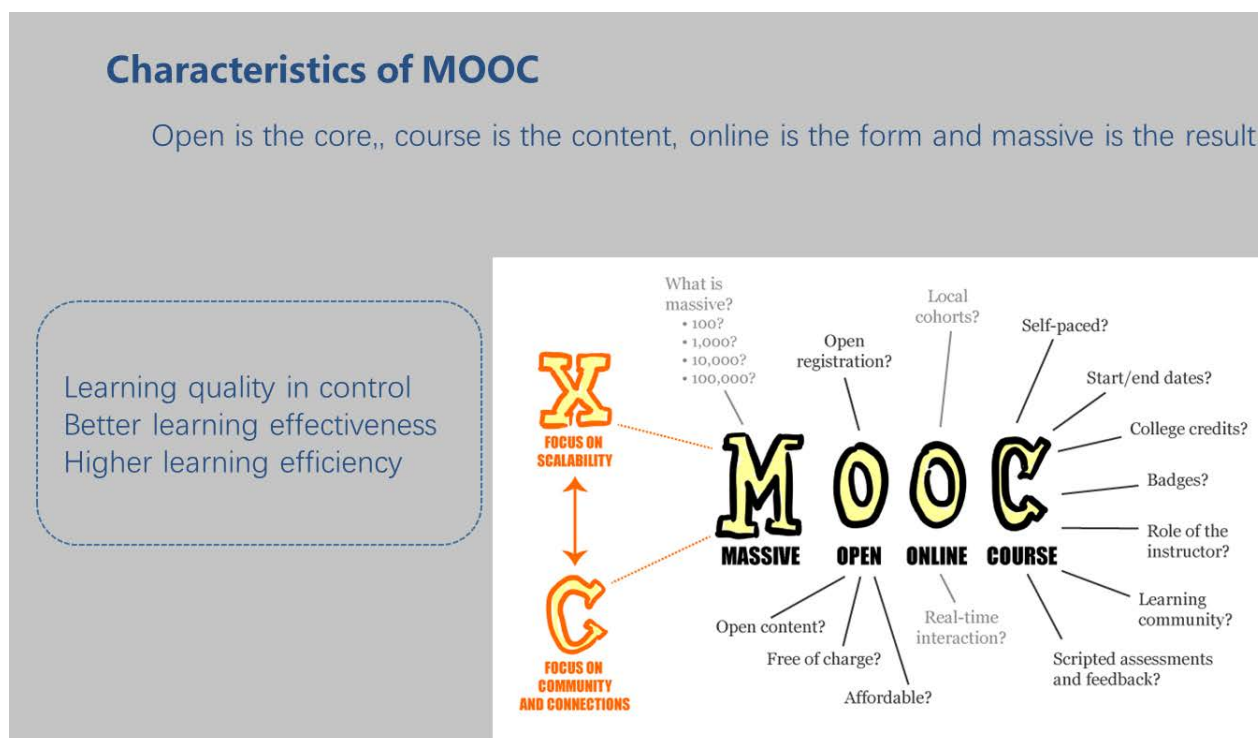 Characteristics of MOOC
Open is the core,, course is the content, online is the form and massive is the result
Learning quality in control
Better learning effectiveness
Higher learning efficiency
X
FOCUS ON
SCALABILITY
C
FOCUS ON
COMMUNITY
AND CONNECTIONS
What is
massive?
• 100?
• 1,000?
• 10,000?
• 100,000?
Open
registration?
Local
cohorts?
Self-paced?
Start/end dates?
College credits?
Badges?
Role of the
instructor?
Learning
community?
Scripted assessments
and feedback?
MOOC
MASSIVE OPEN ONLINE COURSE
Open content?
Free of charge?
Affordable?
Real-time
interaction?